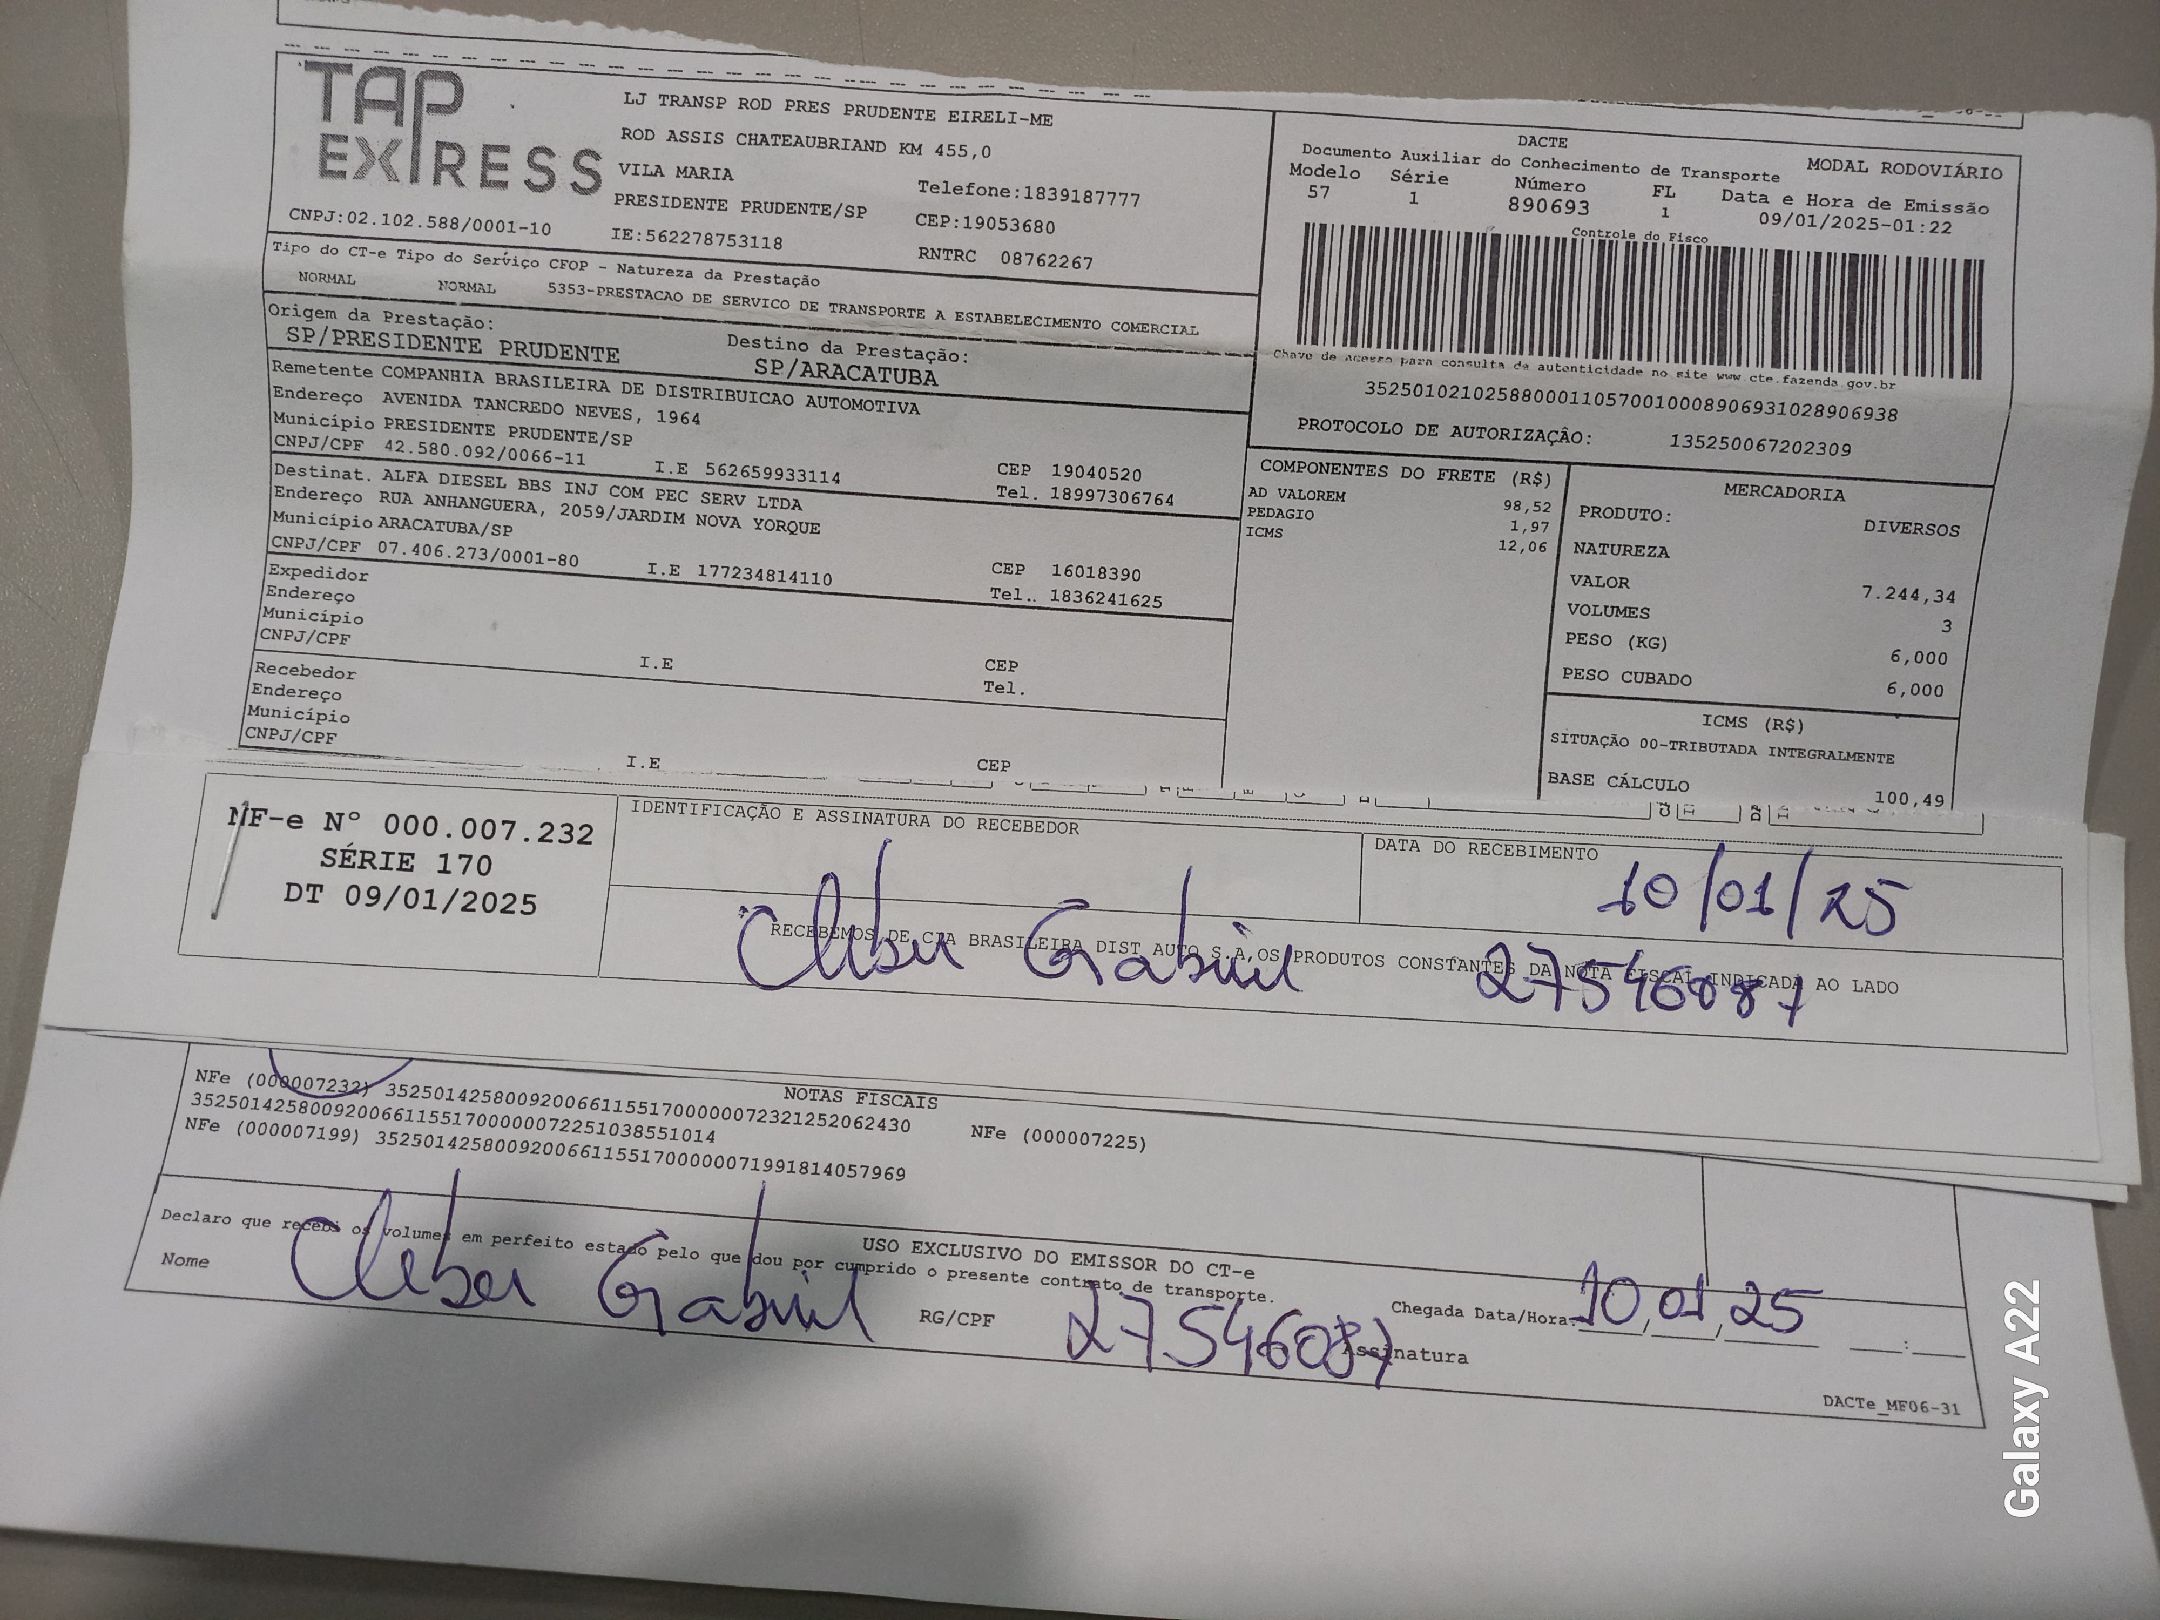 TAP
EXPRESS
LJ TRANSP ROD PRES PRUDENTE EIRELI-ME
ROD ASSIS CHATEAUBRIAND KM 455,0
VILA MARIA
Telefone:1839187777
PRESIDENTE PRUDENTE/SP
CEP:19053680
CNPJ:02.102.588/0001-10
IE:562278753118
RNTRC 08762267
DACTE
Documento Auxiliar do Conhecimento de Transporte
MODAL RODOVIÁRIO
Modelo Série Número FL Data e Hora de Emissão
57 1 890693 1 09/01/2025-01:22
Controle do Fisco
Chave de acesso para consulta de autenticidade no site www.cte.fazenda.gov.br
35250102102588000110570010008906931028906938
PROTOCOLO DE AUTORIZAÇÂO: 135250067202309
Tipo do CT-e Tipo do Serviço CFOP - Natureza da Prestação
NORMAL NORMAL 5353-PRESTACAO DE SERVICO DE TRANSPORTE A ESTABELECIMENTO COMERCIAL
Origem da Prestação: Destino da Prestação:
SP/PRESIDENTE PRUDENTE SP/ARACATUBA
Remetente COMPANHIA BRASILEIRA DE DISTRIBUICAO AUTOMOTIVA
Endereço AVENIDA TANCREDO NEVES, 1964
Município PRESIDENTE PRUDENTE/SP CEP 19040520
CNPJ/CPF 42.580.092/0066-11 I.E 562659933114 Tel. 18997306764
Destinat. ALFA DIESEL BBS INJ COM PEC SERV LTDA
Endereço RUA ANHANGUERA, 2059/JARDIM NOVA YORQUE
Município ARACATUBA/SP CEP 16018390
CNPJ/CPF 07.406.273/0001-80 I.E 177234814110 Tel.. 1836241625
Expedidor
Endereço
Município CEP
CNPJ/CPF I.E Tel.
Recebedor
Endereço
Município
CNPJ/CPF I.E CEP
COMPONENTES DO FRETE (R$)
AD VALOREM 98,52
PEDAGIO 1,97
ICMS 12,06
MERCADORIA
PRODUTO: DIVERSOS
NATUREZA
VALOR 7.244,34
VOLUMES 3
PESO (KG) 6,000
PESO CUBADO 6,000
ICMS (R$)
SITUAÇÃO 00-TRIBUTADA INTEGRALMENTE
BASE CÁLCULO 100,49
NF-e Nº 000.007.232
SÉRIE 170
DT 09/01/2025
IDENTIFICAÇÃO E ASSINATURA DO RECEBEDOR
DATA DO RECEBIMENTO
10/01/25
RECEBEMOS DE CIA BRASILEIRA DIST AUTO S.A,OS PRODUTOS CONSTANTES DA NOTA FISCAL INDICADA AO LADO
Cleber Gabriel 27546087
NOTAS FISCAIS
NFe (000007232) 35250142580092006611551700000072321252062430 NFe (000007225)
35250142580092006611551700000072251038551014
NFe (000007199) 35250142580092006611551700000071991814057969
USO EXCLUSIVO DO EMISSOR DO CT-e
Declaro que recebi os volumes em perfeito estado pelo que dou por cumprido o presente contrato de transporte.
Nome Cleber Gabriel RG/CPF 27546087 Assinatura
Chegada Data/Hora: 10,01,25
DACTe_MF06-31
Galaxy A22